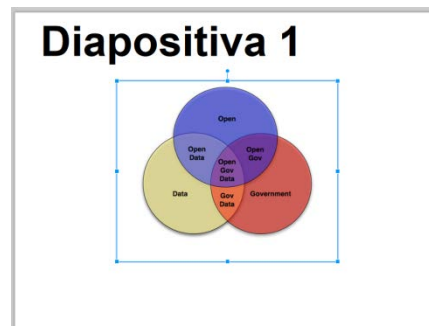 Diapositiva 1
Open
Open
Data
Open
Gov
Open
Gov
Data
Data
Gov
Data
Government